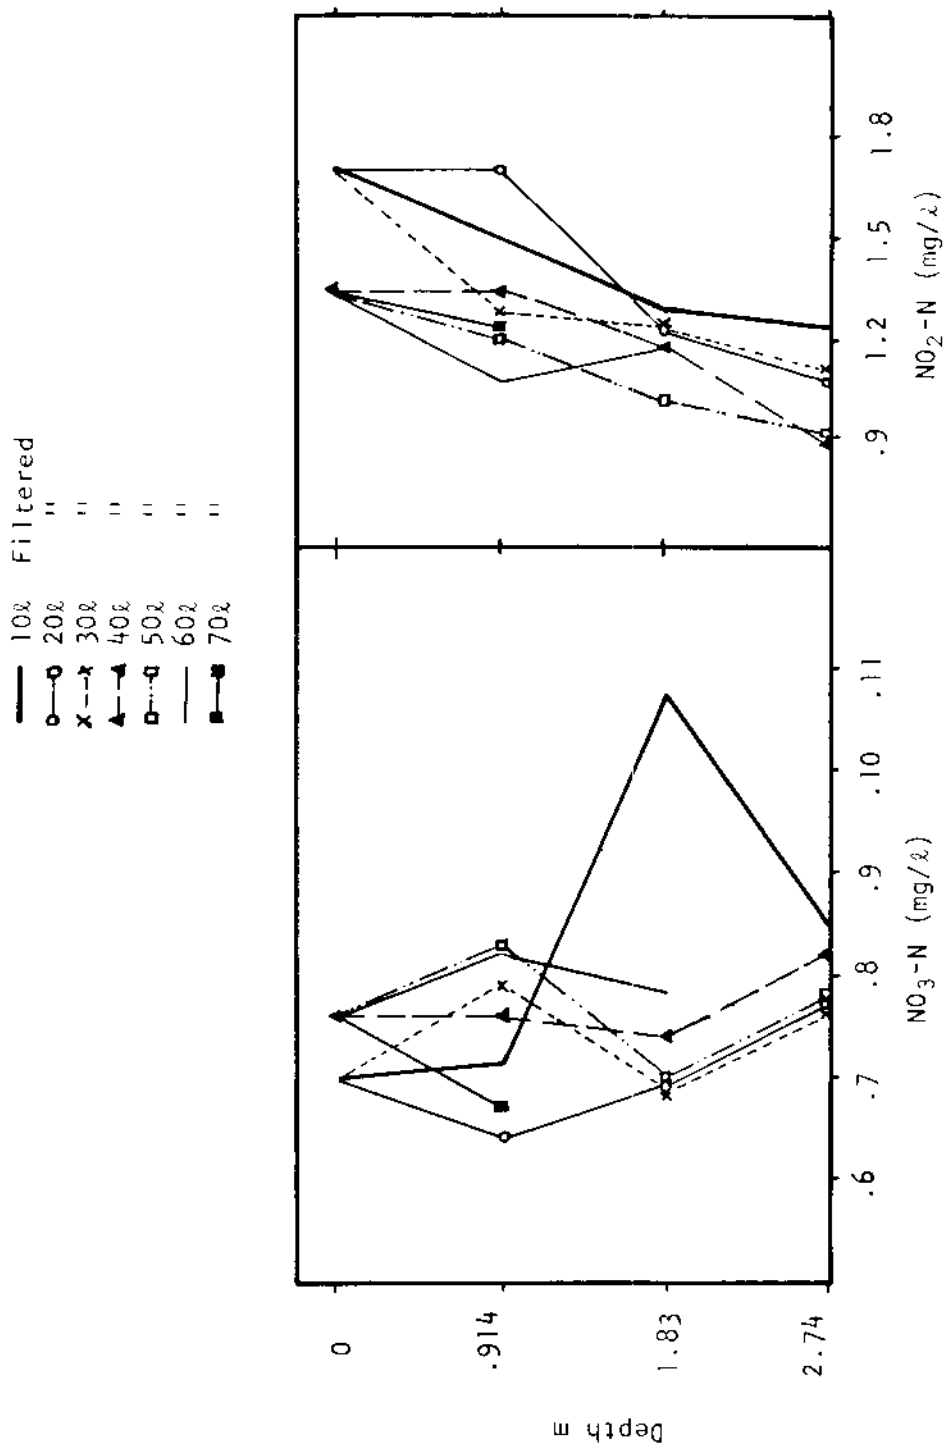 10ℓ Filtered
20ℓ "
30ℓ "
40ℓ "
50ℓ "
60ℓ "
70ℓ "
Depth m
0
.914
1.83
2.74
.6 .7 .8 .9 .10 .11
NO3-N (mg/ℓ)
.9 1.2 1.5 1.8
NO2-N (mg/ℓ)